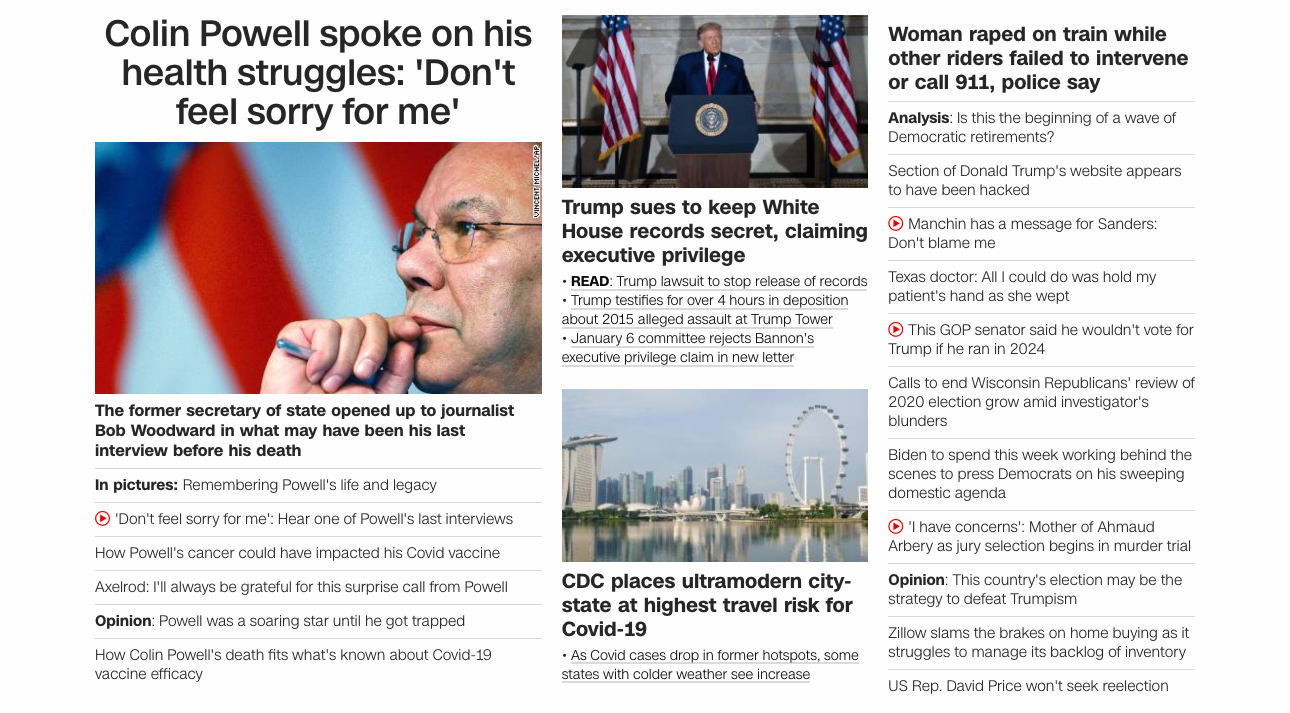 Colin Powell spoke on his
health struggles: 'Don't
feel sorry for me'
VINCENT MICHEL/AP
The former secretary of state opened up to journalist
Bob Woodward in what may have been his last
interview before his death
In pictures: Remembering Powell's life and legacy
'Don't feel sorry for me': Hear one of Powell's last interviews
How Powell's cancer could have impacted his Covid vaccine
Axelrod: I'll always be grateful for this surprise call from Powell
Opinion: Powell was a soaring star until he got trapped
How Colin Powell's death fits what's known about Covid-19
vaccine efficacy
Trump sues to keep White
House records secret, claiming
executive privilege
• READ: Trump lawsuit to stop release of records
• Trump testifies for over 4 hours in deposition
about 2015 alleged assault at Trump Tower
• January 6 committee rejects Bannon's
executive privilege claim in new letter
CDC places ultramodern city-
state at highest travel risk for
Covid-19
• As Covid cases drop in former hotspots, some
states with colder weather see increase
Woman raped on train while
other riders failed to intervene
or call 911, police say
Analysis: Is this the beginning of a wave of
Democratic retirements?
Section of Donald Trump's website appears
to have been hacked
Manchin has a message for Sanders:
Don't blame me
Texas doctor: All I could do was hold my
patient's hand as she wept
This GOP senator said he wouldn't vote for
Trump if he ran in 2024
Calls to end Wisconsin Republicans' review of
2020 election grow amid investigator's
blunders
Biden to spend this week working behind the
scenes to press Democrats on his sweeping
domestic agenda
'I have concerns': Mother of Ahmaud
Arbery as jury selection begins in murder trial
Opinion: This country's election may be the
strategy to defeat Trumpism
Zillow slams the brakes on home buying as it
struggles to manage its backlog of inventory
US Rep. David Price won't seek reelection